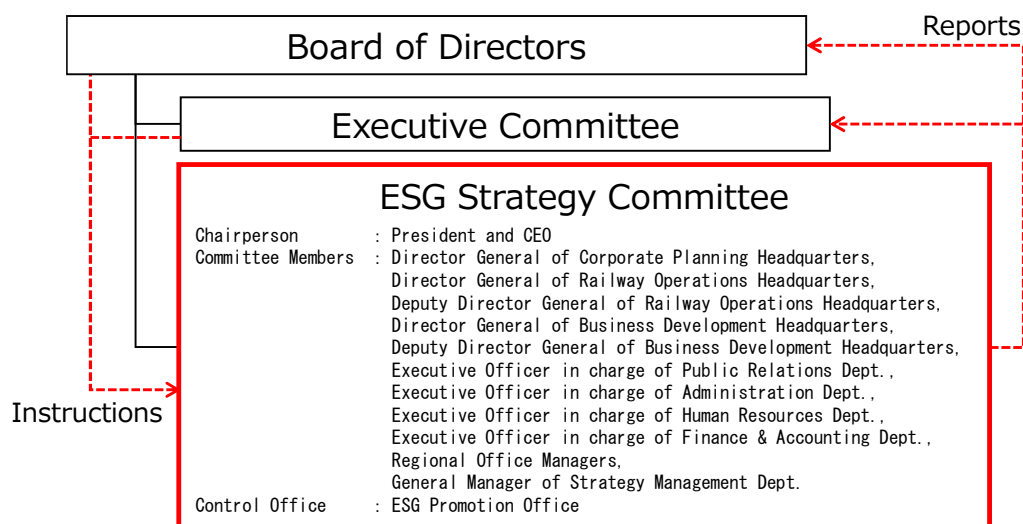 Reports
Board of Directors
Executive Committee
ESG Strategy Committee
Chairperson : President and CEO
Committee Members : Director General of Corporate Planning Headquarters,
Director General of Railway Operations Headquarters,
Deputy Director General of Railway Operations Headquarters,
Director General of Business Development Headquarters,
Deputy Director General of Business Development Headquarters,
Executive Officer in charge of Public Relations Dept.,
Executive Officer in charge of Administration Dept.,
Executive Officer in charge of Human Resources Dept.,
Executive Officer in charge of Finance & Accounting Dept.,
Regional Office Managers,
General Manager of Strategy Management Dept.
Control Office : ESG Promotion Office
Instructions